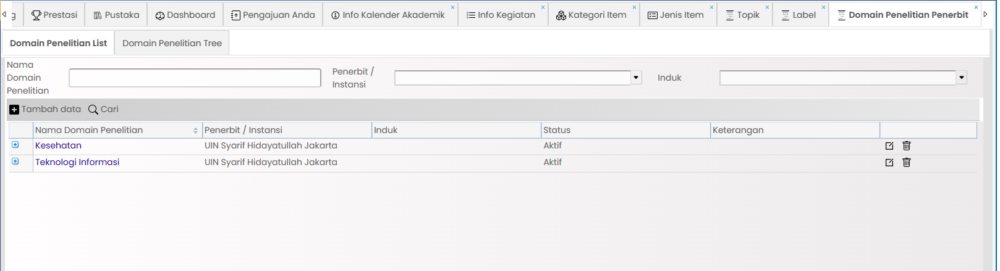 g Prestasi Pustaka Dashboard Pengajuan Anda Info Kalender Akademik Info Kegiatan Kategori Item Jenis Item Topik Label Domain Penelitian Penerbit
Domain Penelitian List Domain Penelitian Tree
Nama
Domain
Penelitian
Penerbit /
Instansi
Induk
Tambah data Cari
Nama Domain Penelitian Penerbit / Instansi Induk Status Keterangan
Kesehatan UIN Syarif Hidayatullah Jakarta Aktif
Teknologi Informasi UIN Syarif Hidayatullah Jakarta Aktif